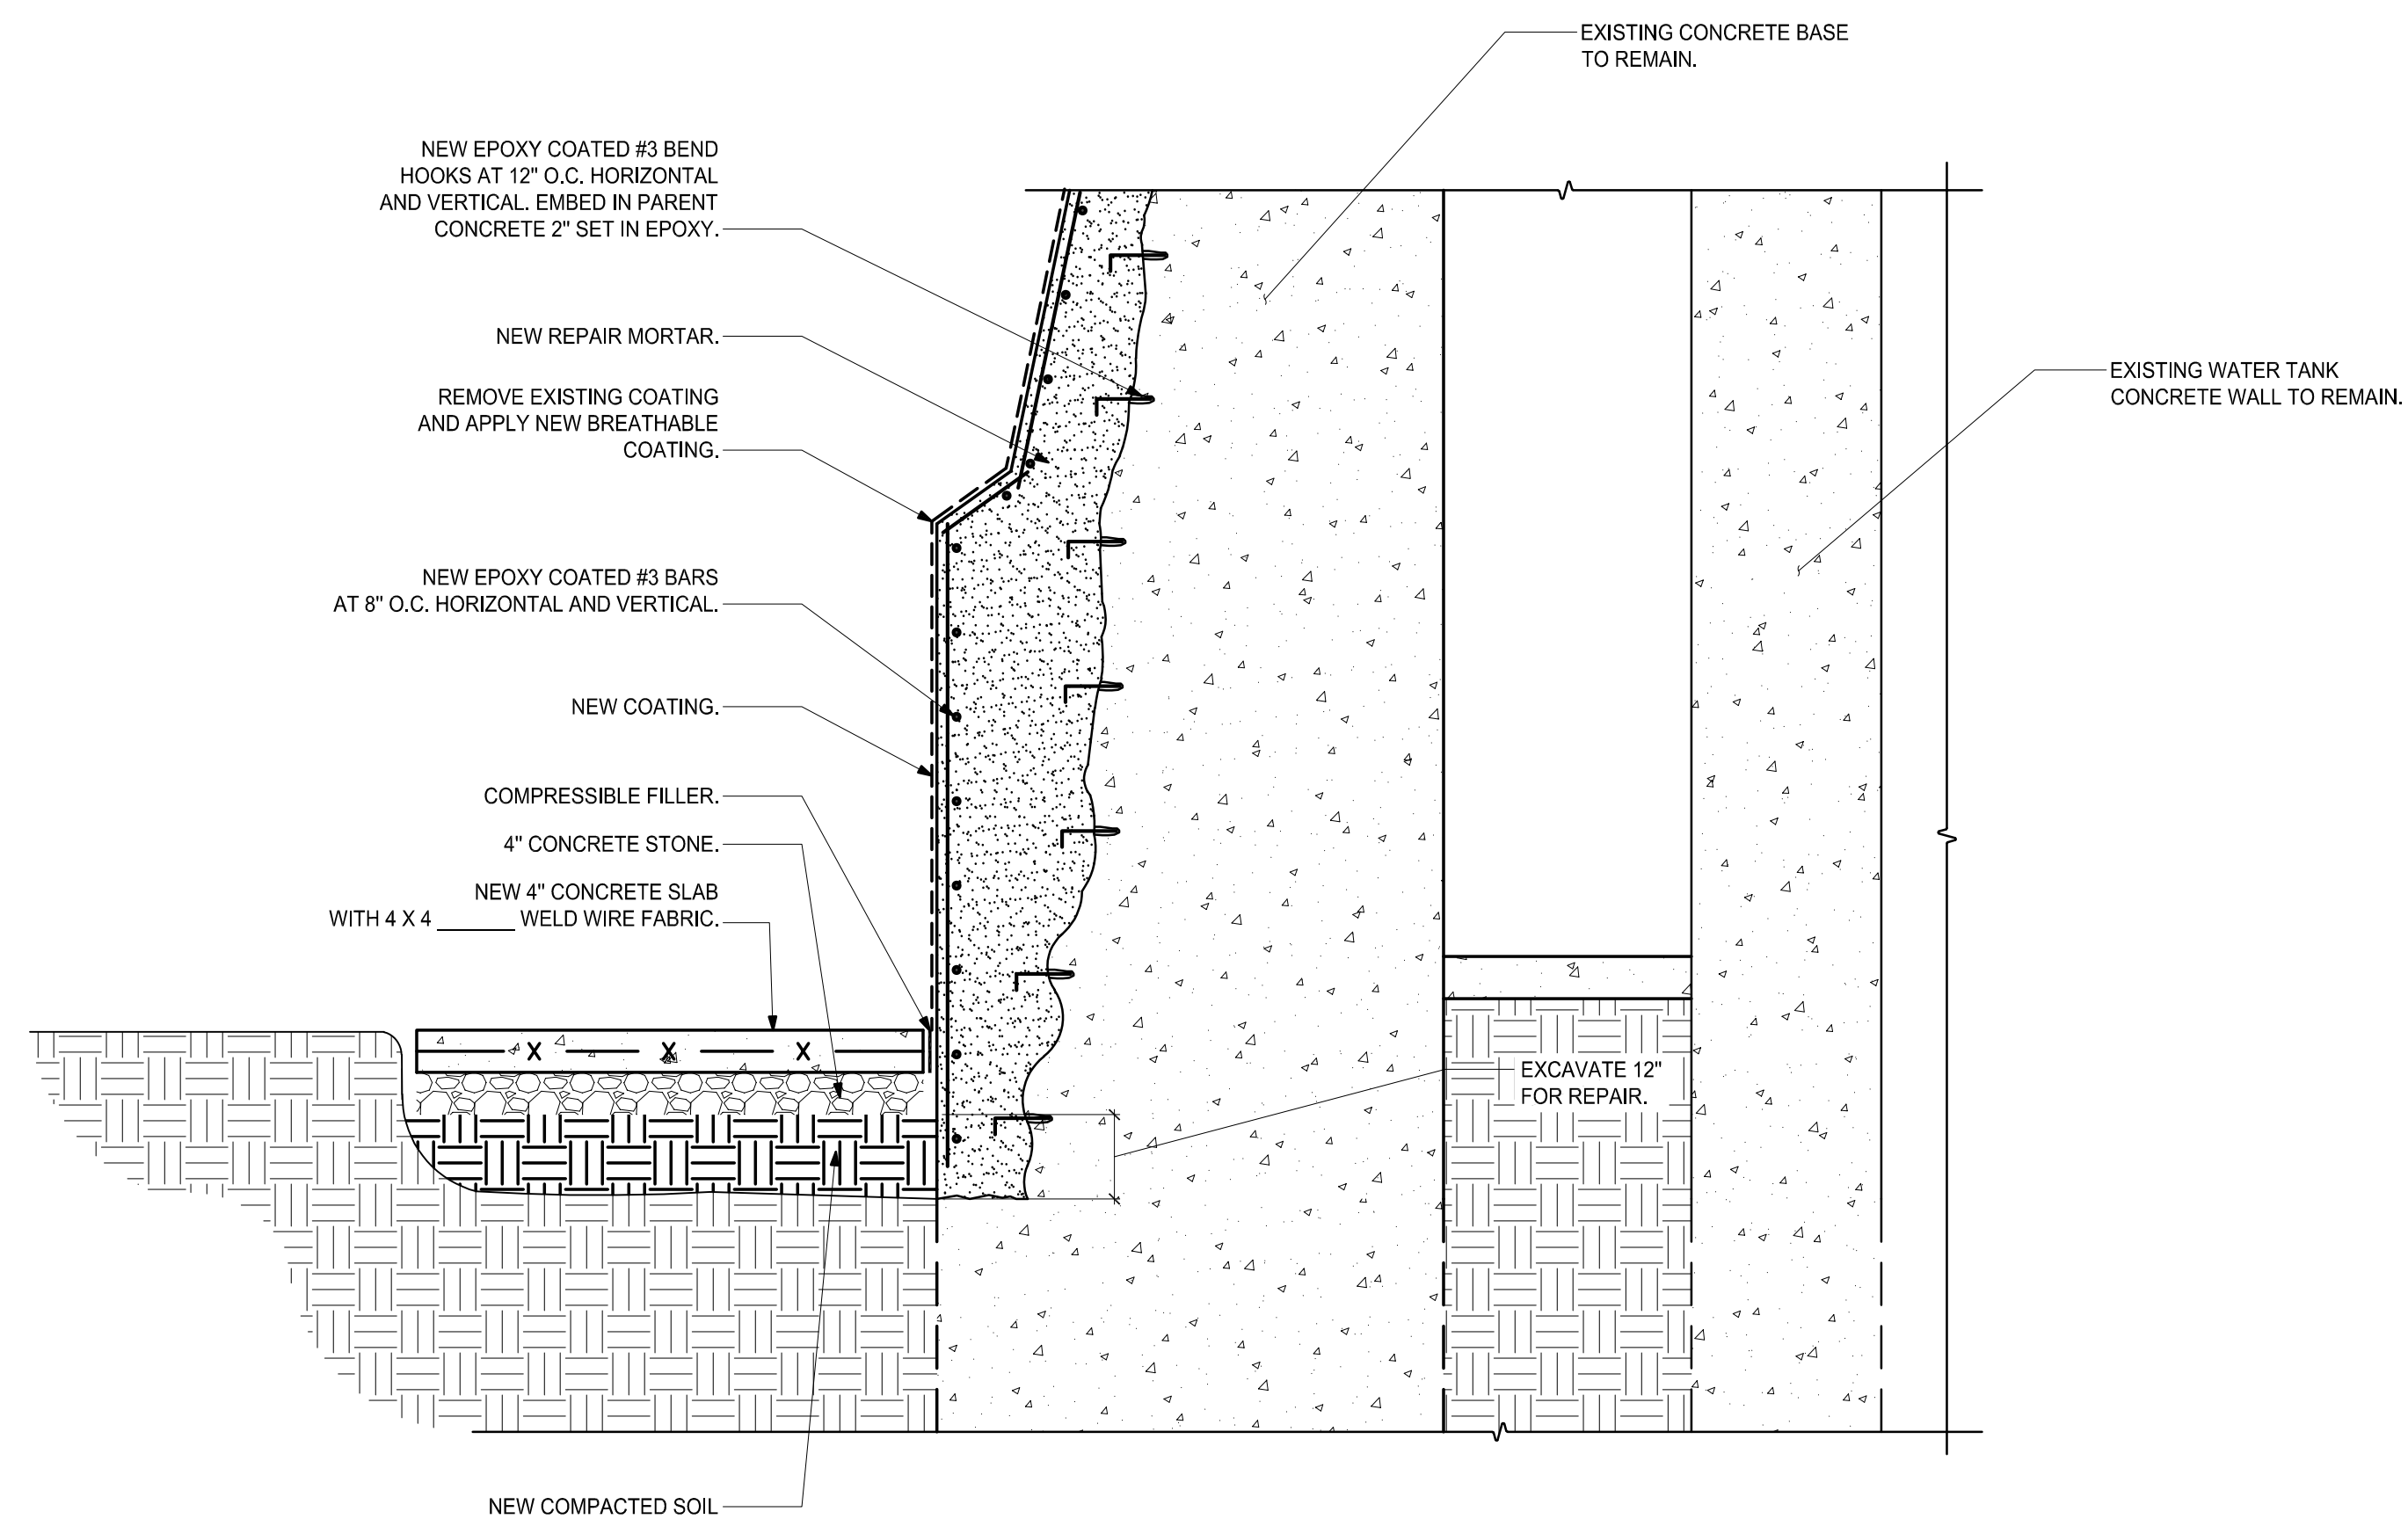 EXISTING CONCRETE BASE
TO REMAIN.
NEW EPOXY COATED #3 BEND
HOOKS AT 12" O.C. HORIZONTAL
AND VERTICAL. EMBED IN PARENT
CONCRETE 2" SET IN EPOXY.
NEW REPAIR MORTAR.
EXISTING WATER TANK
CONCRETE WALL TO REMAIN.
REMOVE EXISTING COATING
AND APPLY NEW BREATHABLE
COATING.
NEW EPOXY COATED #3 BARS
AT 8" O.C. HORIZONTAL AND VERTICAL.
NEW COATING.
COMPRESSIBLE FILLER.
4" CONCRETE STONE.
NEW 4" CONCRETE SLAB
WITH 4 X 4 ______ WELD WIRE FABRIC.
X X X
EXCAVATE 12"
FOR REPAIR.
NEW COMPACTED SOIL